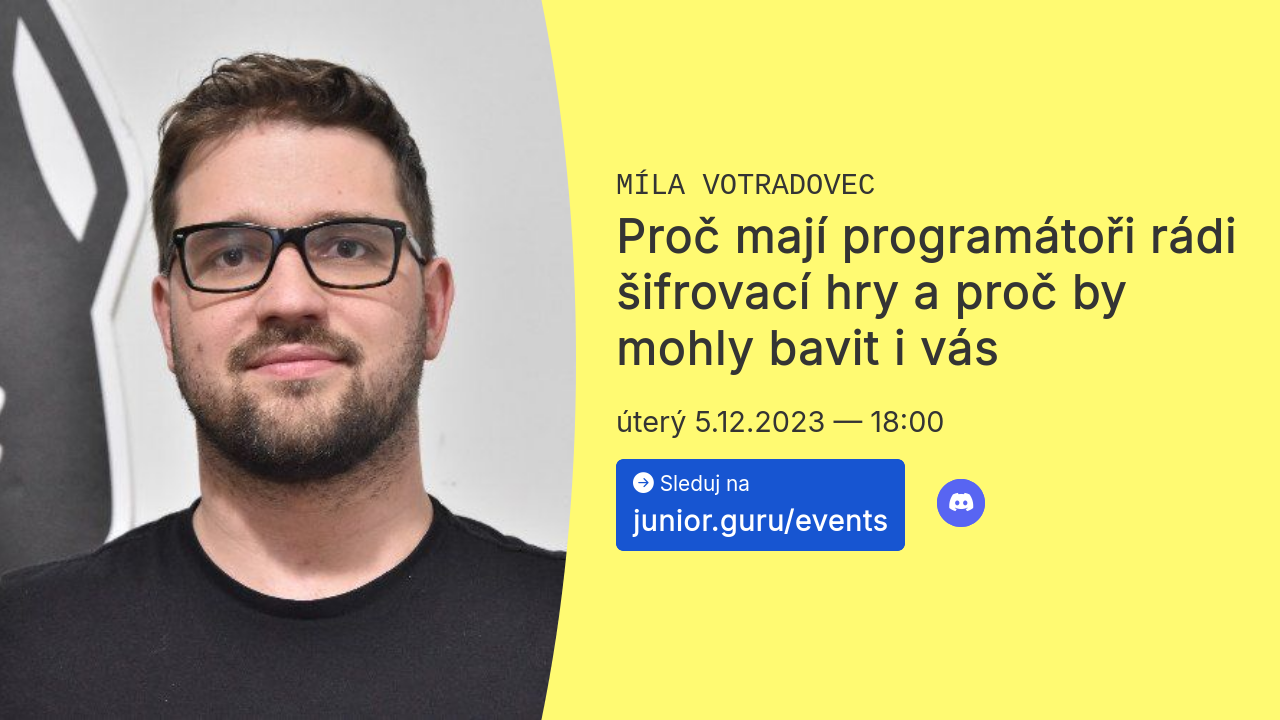 MÍLA VOTRADOVEC
Proč mají programátoři rádi
šifrovací hry a proč by
mohly bavit i vás
úterý 5.12.2023 — 18:00
Sleduj na
junior.guru/events